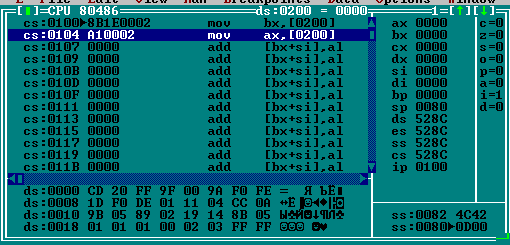 [▮]=CPU 80486 ds:0200 = 0000 1=[↑][↓]
cs:0100►8B1E0002 mov bx,[0200] ax 0000 c=0
cs:0104 A10002 mov ax,[0200] bx 0000 z=0
cs:0107 0000 add [bx+si],al cx 0000 s=0
cs:0109 0000 add [bx+si],al dx 0000 o=0
cs:010B 0000 add [bx+si],al si 0000 p=0
cs:010D 0000 add [bx+si],al di 0000 a=0
cs:010F 0000 add [bx+si],al bp 0000 i=1
cs:0111 0000 add [bx+si],al sp 0080 d=0
cs:0113 0000 add [bx+si],al ds 528C
cs:0115 0000 add [bx+si],al es 528C
cs:0117 0000 add [bx+si],al ss 528C
cs:0119 0000 add [bx+si],al cs 528C
cs:011B 0000 add [bx+si],al ip 0100
ds:0000 CD 20 FF 9F 00 9A F0 FE =
ds:0008 1D F0 DE 01 11 04 CC 0A
ds:0010 9B 05 89 02 19 14 8B 05 ss:0082 4C42
ds:0018 01 01 01 00 02 03 FF FF ss:0080►0D00